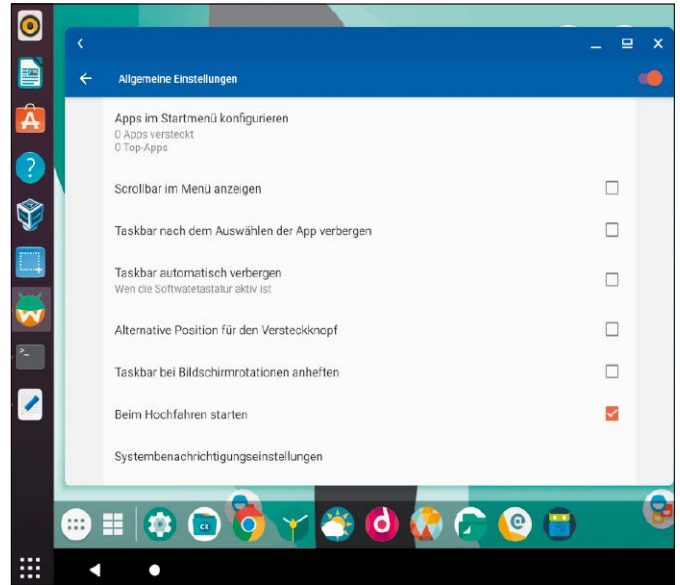 Allgemeine Einstellungen
Apps im Startmenü konfigurieren
0 Apps versteckt
0 Top-Apps
Scrollbar im Menü anzeigen
Taskbar nach dem Auswählen der App verbergen
Taskbar automatisch verbergen
Wen die Softwatetastatur aktiv ist
Alternative Position für den Versteckknopf
Taskbar bei Bildschirmrotationen anheften
Beim Hochfahren starten
Systembenachrichtigungseinstellungen